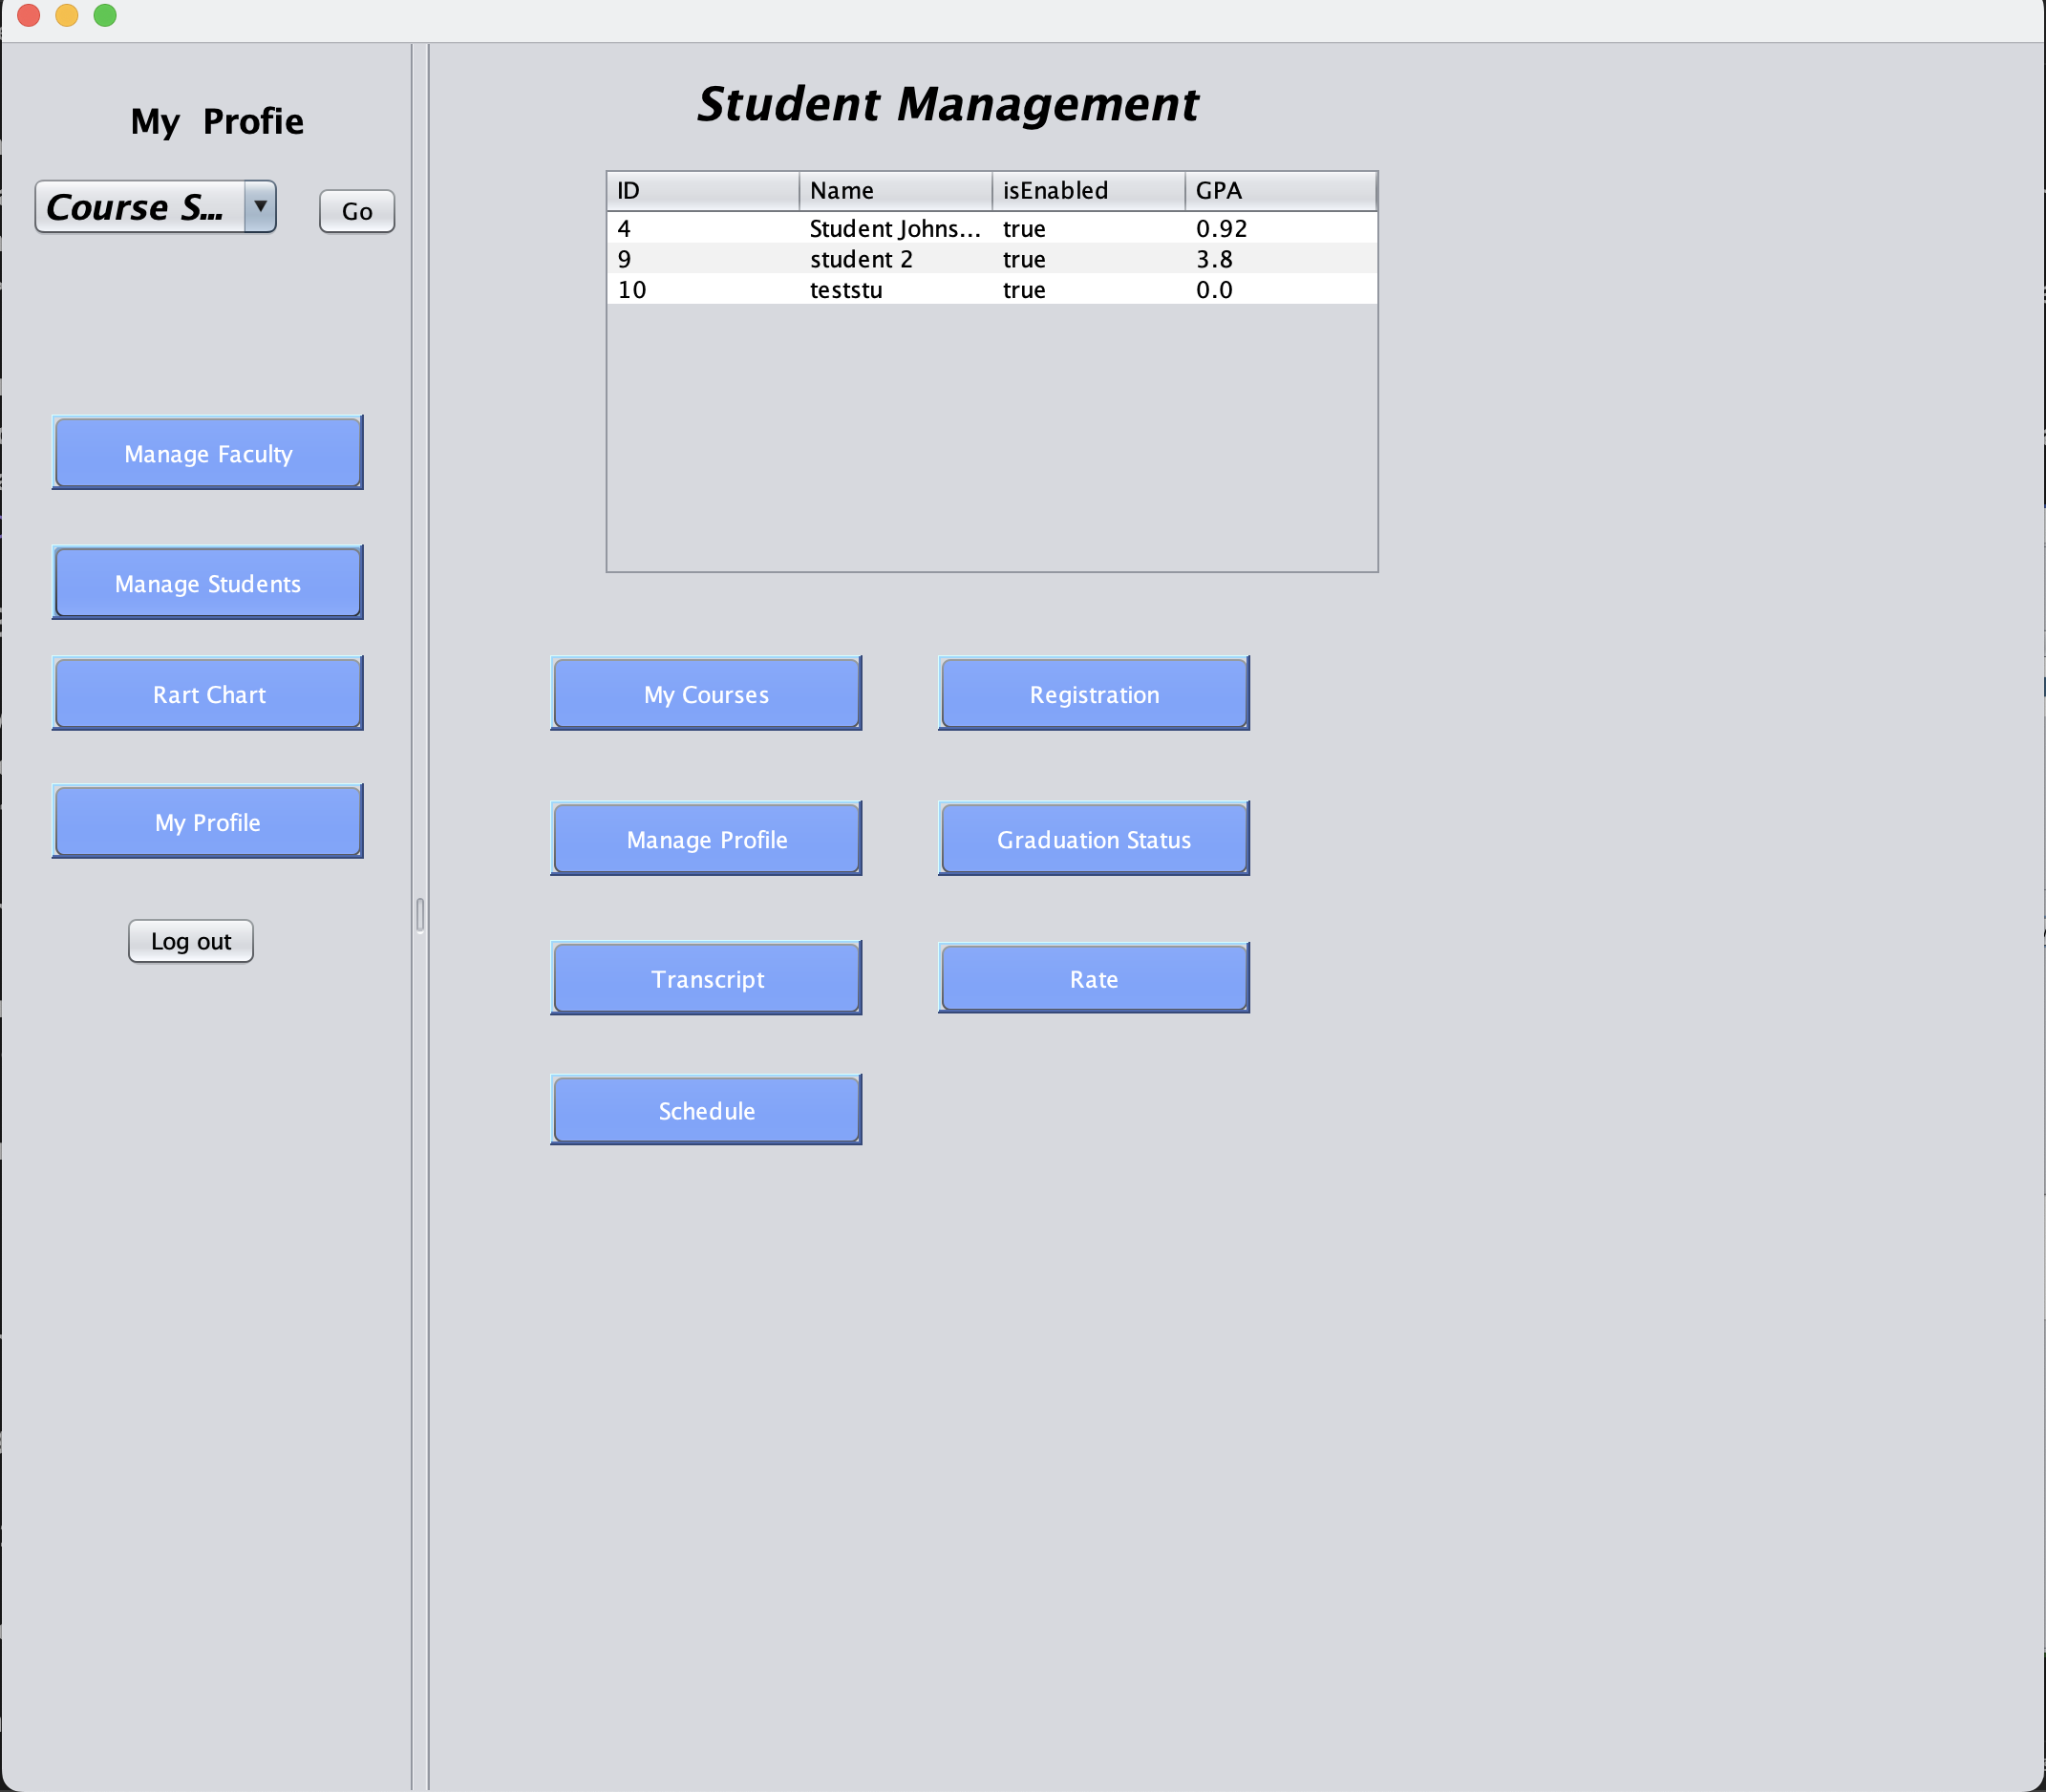 My Profie
Course S...
Go
Manage Faculty
Manage Students
Rart Chart
My Profile
Log out
Student Management
ID Name isEnabled GPA
4 Student Johns... true 0.92
9 student 2 true 3.8
10 teststu true 0.0
My Courses Registration
Manage Profile Graduation Status
Transcript Rate
Schedule